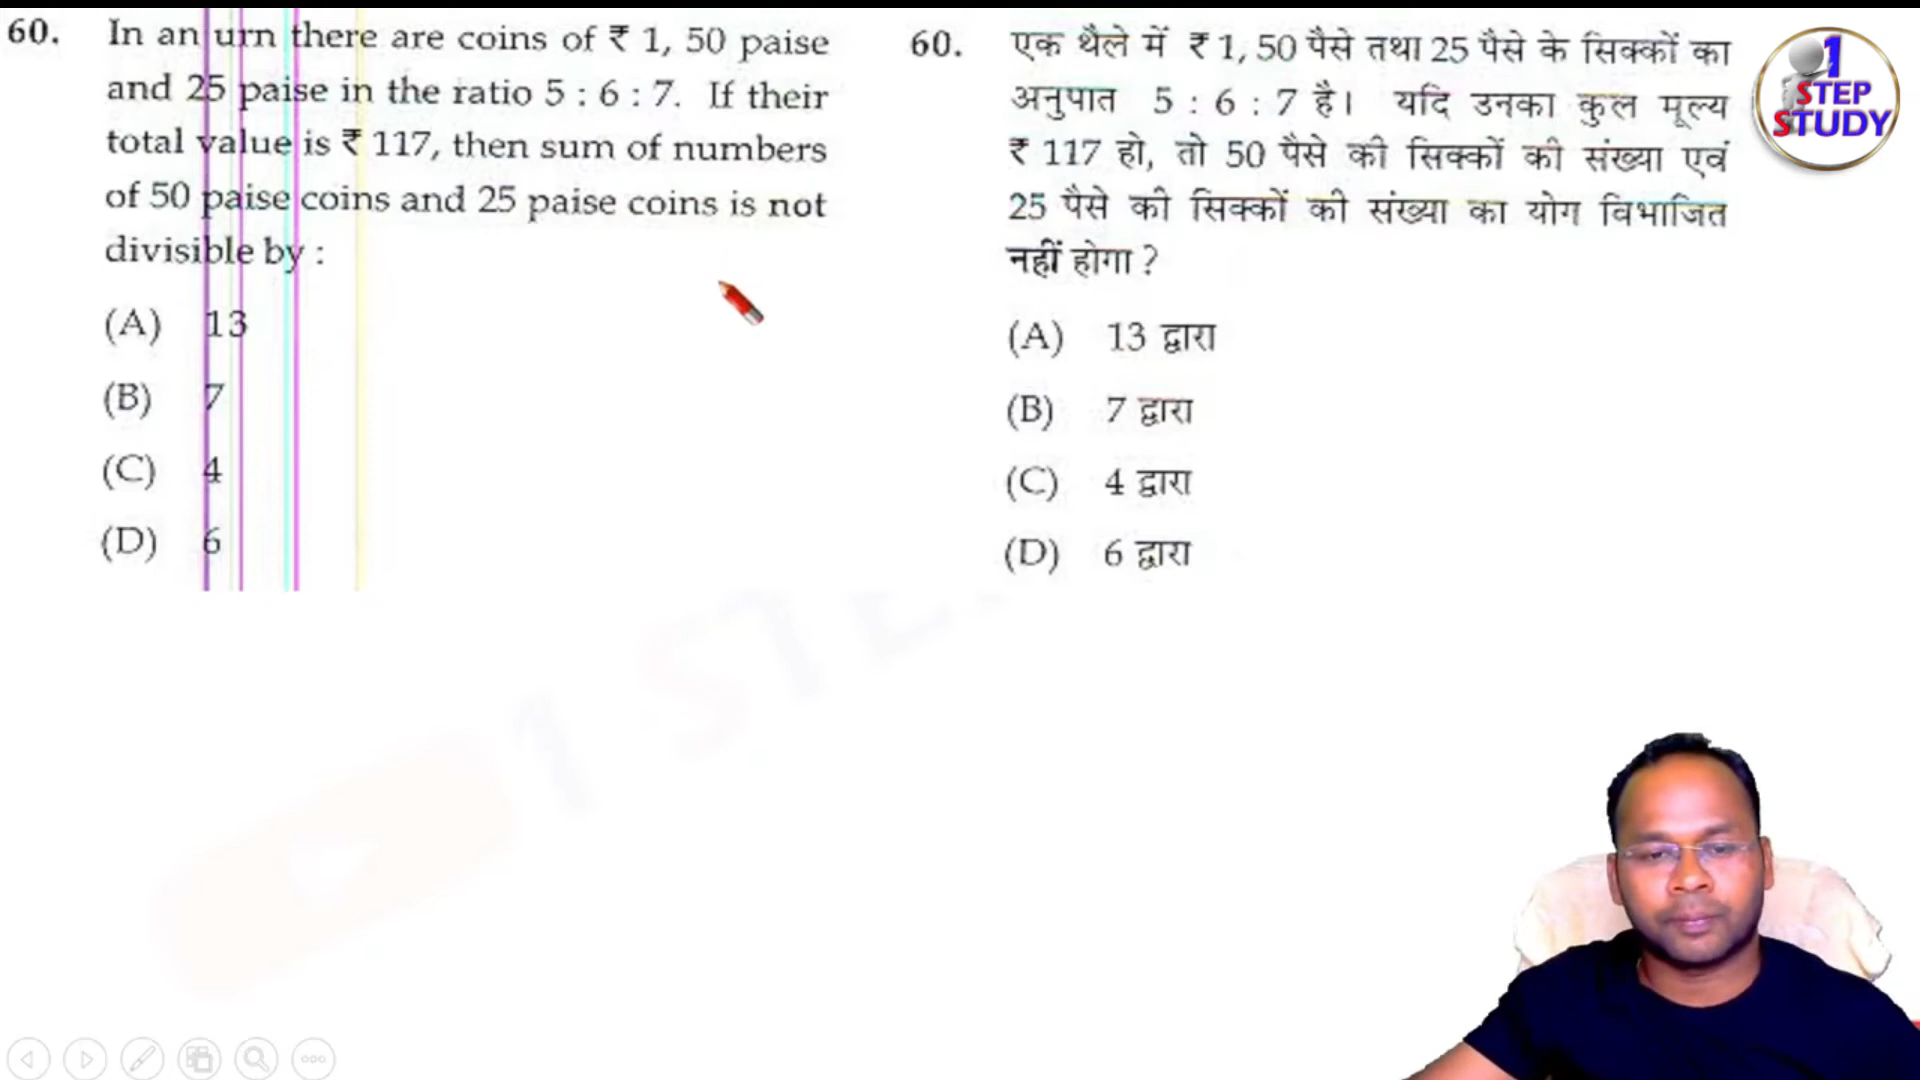 60. In an urn there are coins of ₹ 1, 50 paise
and 25 paise in the ratio 5 : 6 : 7. If their
total value is ₹ 117, then sum of numbers
of 50 paise coins and 25 paise coins is not
divisible by :
(A) 13
(B) 7
(C) 4
(D) 6
60. एक थैले में ₹ 1, 50 पैसे तथा 25 पैसे के सिक्कों का
अनुपात 5 : 6 : 7 है। यदि उनका कुल मूल्य
₹ 117 हो, तो 50 पैसे की सिक्कों की संख्या एवं
25 पैसे की सिक्कों की संख्या का योग विभाजित
नहीं होगा ?
(A) 13 द्वारा
(B) 7 द्वारा
(C) 4 द्वारा
(D) 6 द्वारा
1
STEP
STUDY